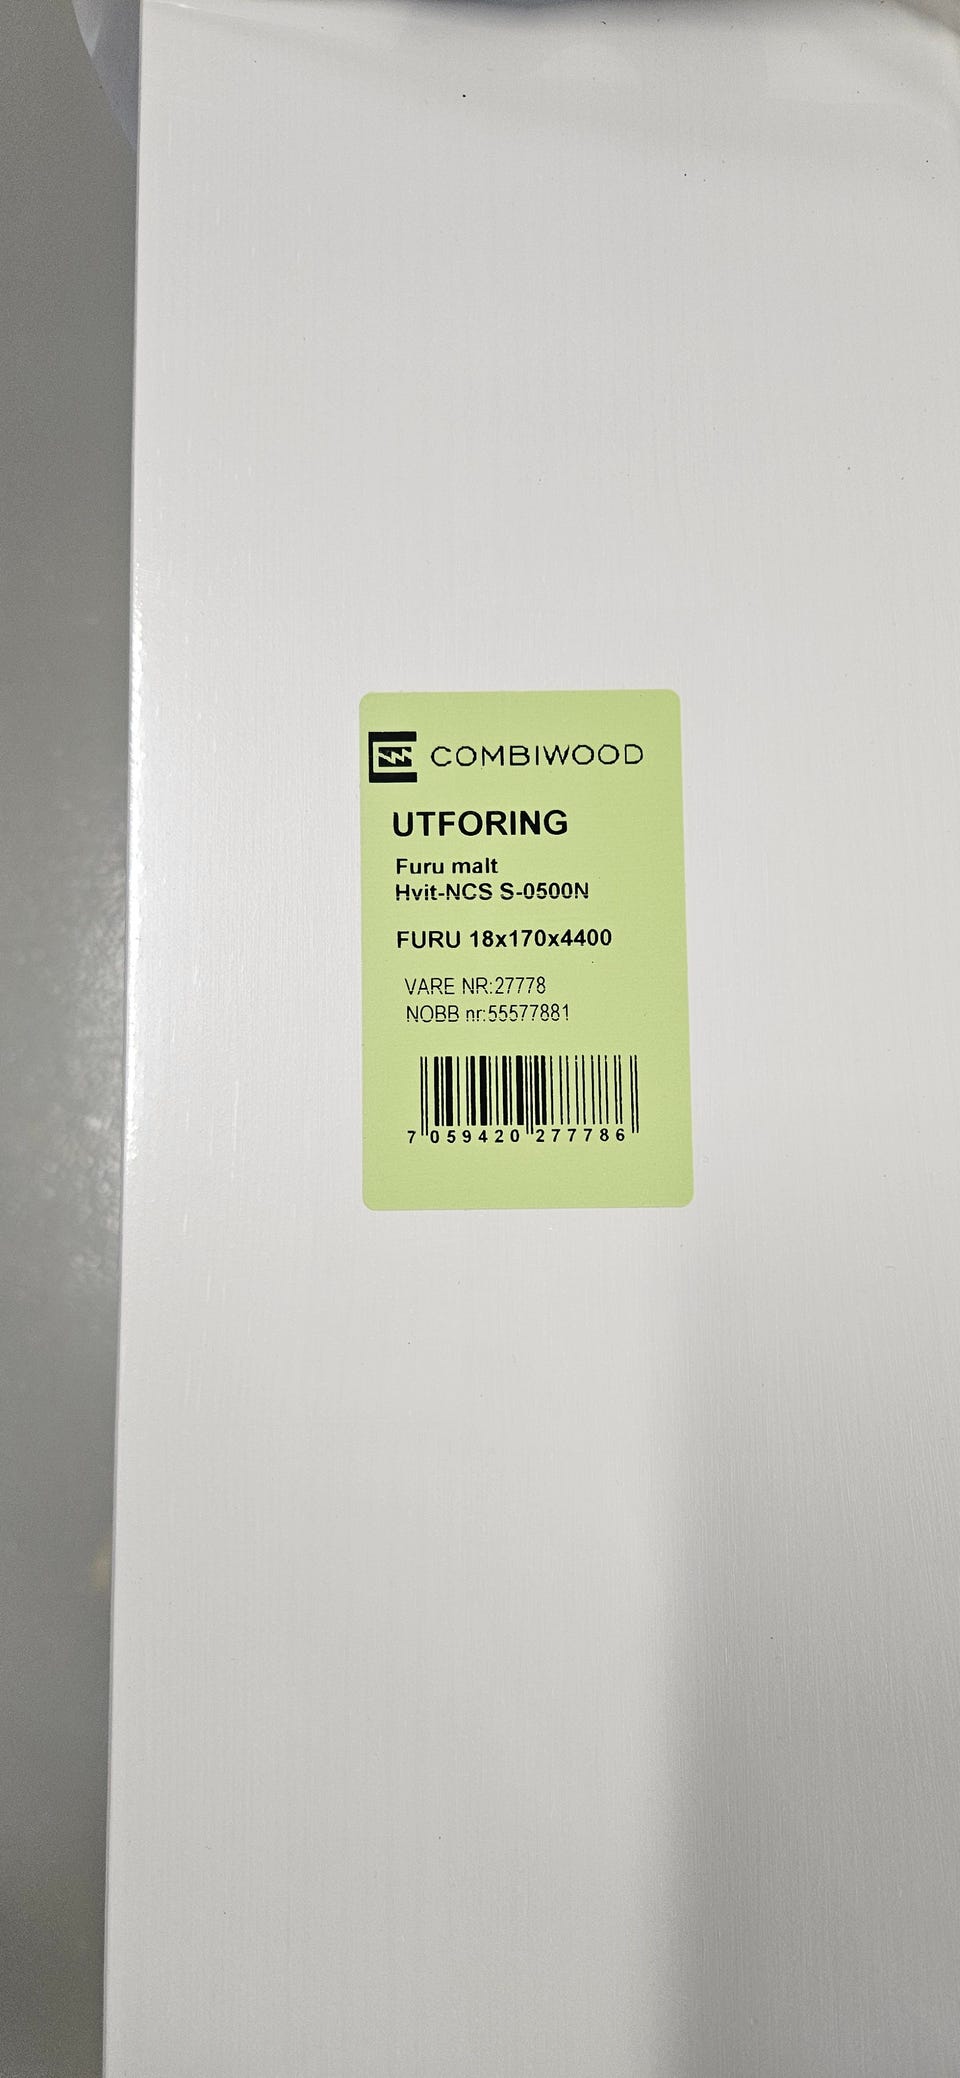 COMBIWOOD
UTFORING
Furu malt
Hvit-NCS S-0500N
FURU 18x170x4400
VARE NR:27778
NOBB nr:55577881
7 059420 277786